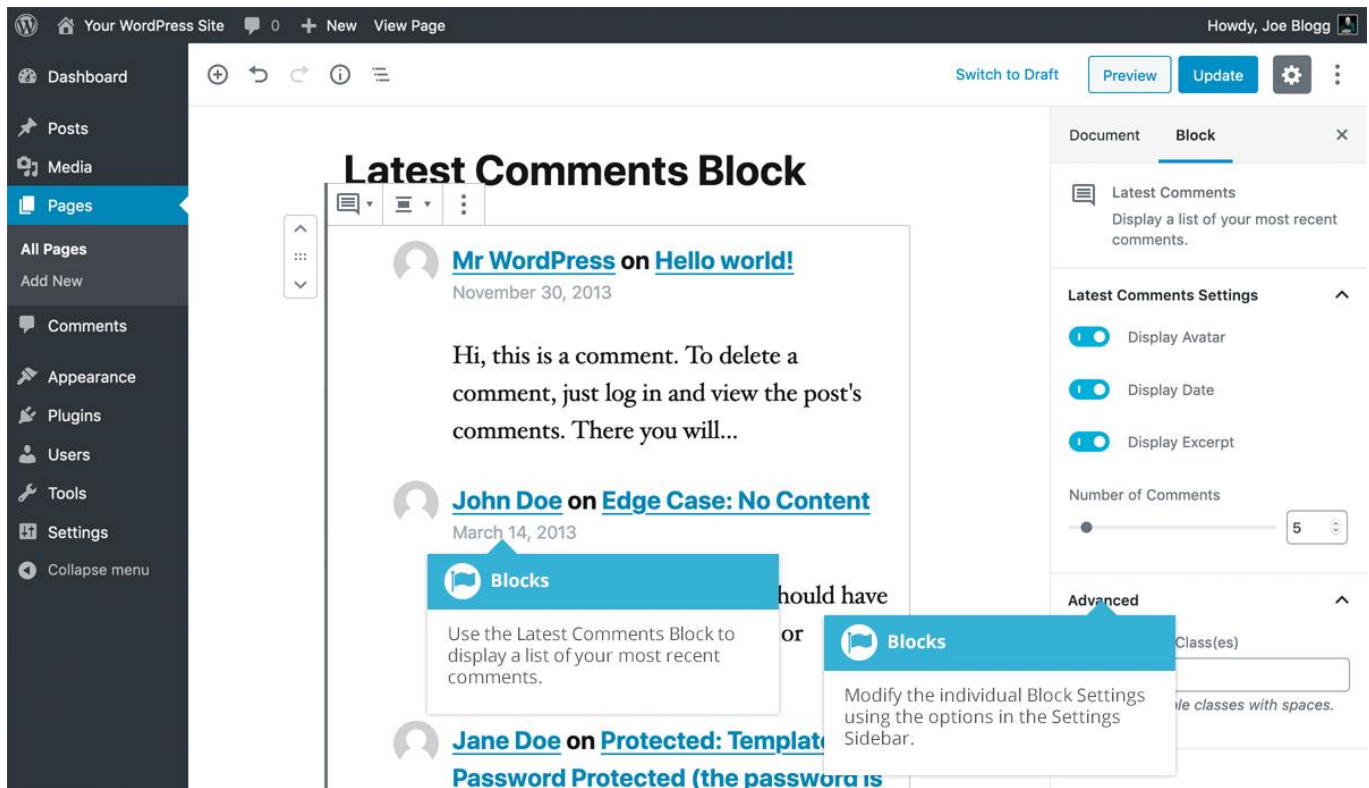 Your WordPress Site 0 New View Page Howdy, Joe Blogg
Dashboard
Posts
Media
Pages
All Pages
Add New
Comments
Appearance
Plugins
Users
Tools
Settings
Collapse menu
Switch to Draft Preview Update
Latest Comments Block
Mr WordPress on Hello world!
November 30, 2013
Hi, this is a comment. To delete a
comment, just log in and view the post's
comments. There you will...
John Doe on Edge Case: No Content
March 14, 2013
hould have
or
Blocks
Use the Latest Comments Block to
display a list of your most recent
comments.
Jane Doe on Protected: Templat
Password Protected (the password is
Document Block
Latest Comments
Display a list of your most recent
comments.
Latest Comments Settings
Display Avatar
Display Date
Display Excerpt
Number of Comments
5
Advanced
Class(es)
le classes with spaces.
Blocks
Modify the individual Block Settings
using the options in the Settings
Sidebar.